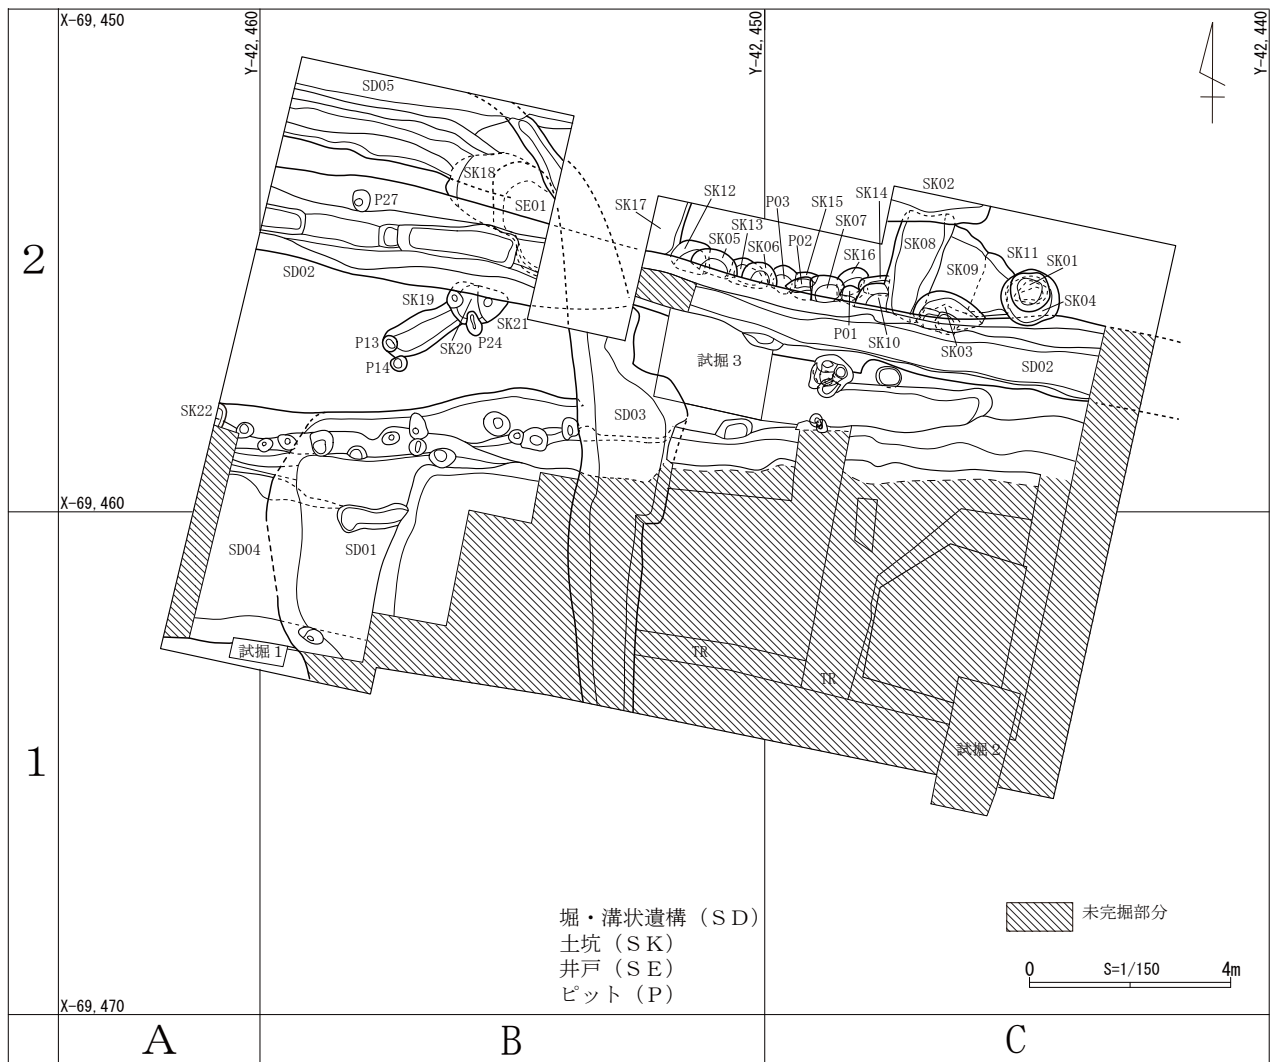 X-69,450
Y-42,460
Y-42,450
Y-42,440
SD05
SK18
P27
SE01
SD02
SK17
SK12
SK13
SK05
SK06
P03
P02
SK15
SK07
SK14
SK16
SK02
SK08
SK09
SK11
SK01
SK04
2
SK19
SK21
SK20
P24
P13
P14
P01
SK10
SK03
SD02
試掘3
SK22
SD03
X-69,460
SD04
SD01
試掘1
TR
TR
試掘2
1
堀・溝状遺構(SD)
土坑(SK)
井戸(SE)
ピット(P)
未完掘部分
0 S=1/150 4m
X-69,470
A B C